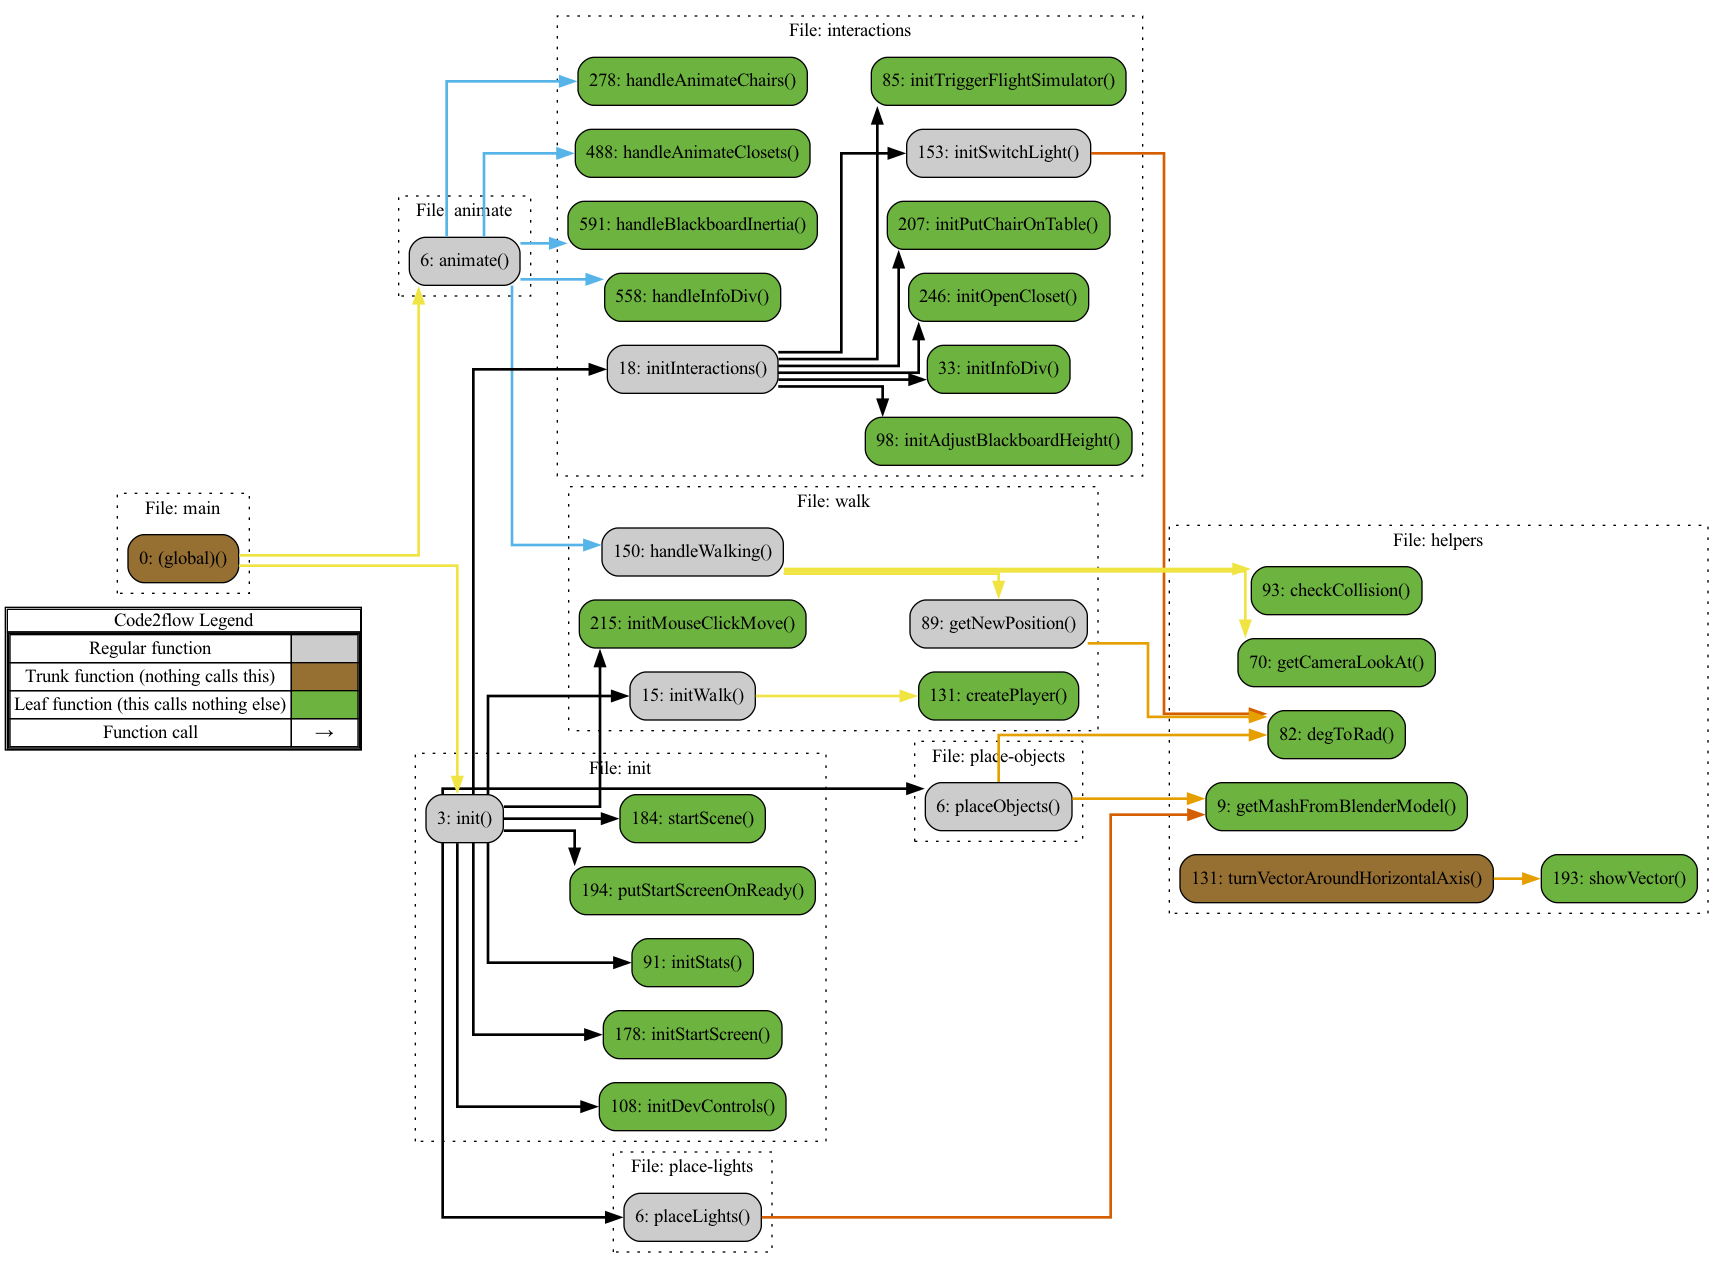 File: interactions
278: handleAnimateChairs()
85: initTriggerFlightSimulator()
488: handleAnimateClosets()
153: initSwitchLight()
591: handleBlackboardInertia()
207: initPutChairOnTable()
558: handleInfoDiv()
246: initOpenCloset()
18: initInteractions()
33: initInfoDiv()
98: initAdjustBlackboardHeight()
File: animate
6: animate()
File: main
0: (global)()
File: walk
150: handleWalking()
215: initMouseClickMove()
89: getNewPosition()
15: initWalk()
131: createPlayer()
File: helpers
93: checkCollision()
70: getCameraLookAt()
82: degToRad()
9: getMashFromBlenderModel()
131: turnVectorAroundHorizontalAxis()
193: showVector()
Code2flow Legend
Regular function
Trunk function (nothing calls this)
Leaf function (this calls nothing else)
Function call →
File: place-objects
6: placeObjects()
File: init
3: init()
184: startScene()
194: putStartScreenOnReady()
91: initStats()
178: initStartScreen()
108: initDevControls()
File: place-lights
6: placeLights()